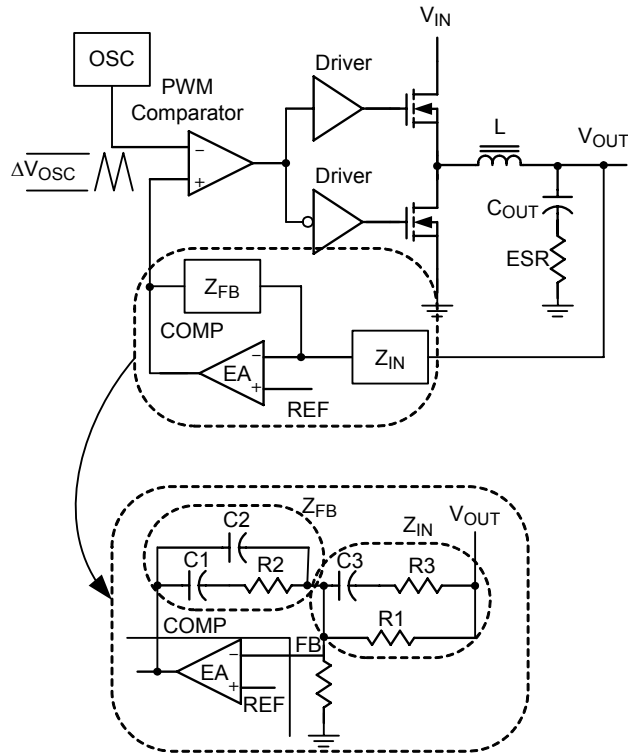 V_IN
OSC
PWM
Comparator
Driver
L
V_OUT
ΔV_OSC
−
+
Driver
C_OUT
ESR
Z_FB
COMP
EA
−
+
Z_IN
REF
Z_FB
C2
Z_IN
V_OUT
C1
R2
C3
R3
R1
COMP
FB
EA
−
+
REF